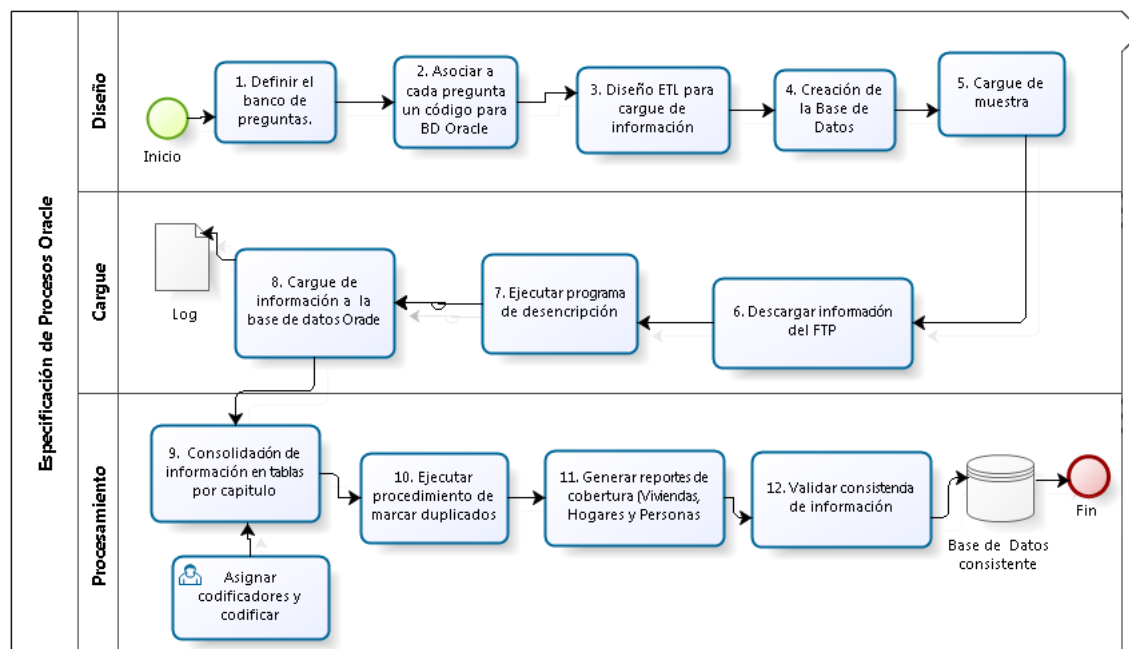 Especificación de Procesos Oracle
Diseño
Inicio
1. Definir el
banco de
preguntas.
2. Asociar a
cada pregunta
un código para
BD Oracle
3. Diseño ETL para
cargue de
información
4. Creación de
la Base de
Datos
5. Cargue de
muestra
Cargue
Log
8. Cargue de
información a la
base de datos Oracle
7. Ejecutar programa
de desencripción
6. Descargar información
del FTP
Procesamiento
9. Consolidación de
información en tablas
por capitulo
10. Ejecutar
procedimiento de
marcar duplicados
11. Generar reportes de
cobertura (Viviendas,
Hogares y Personas
12. Validar consistencia
de información
Base de Datos
consistente
Fin
Asignar
codificadores y
codificar